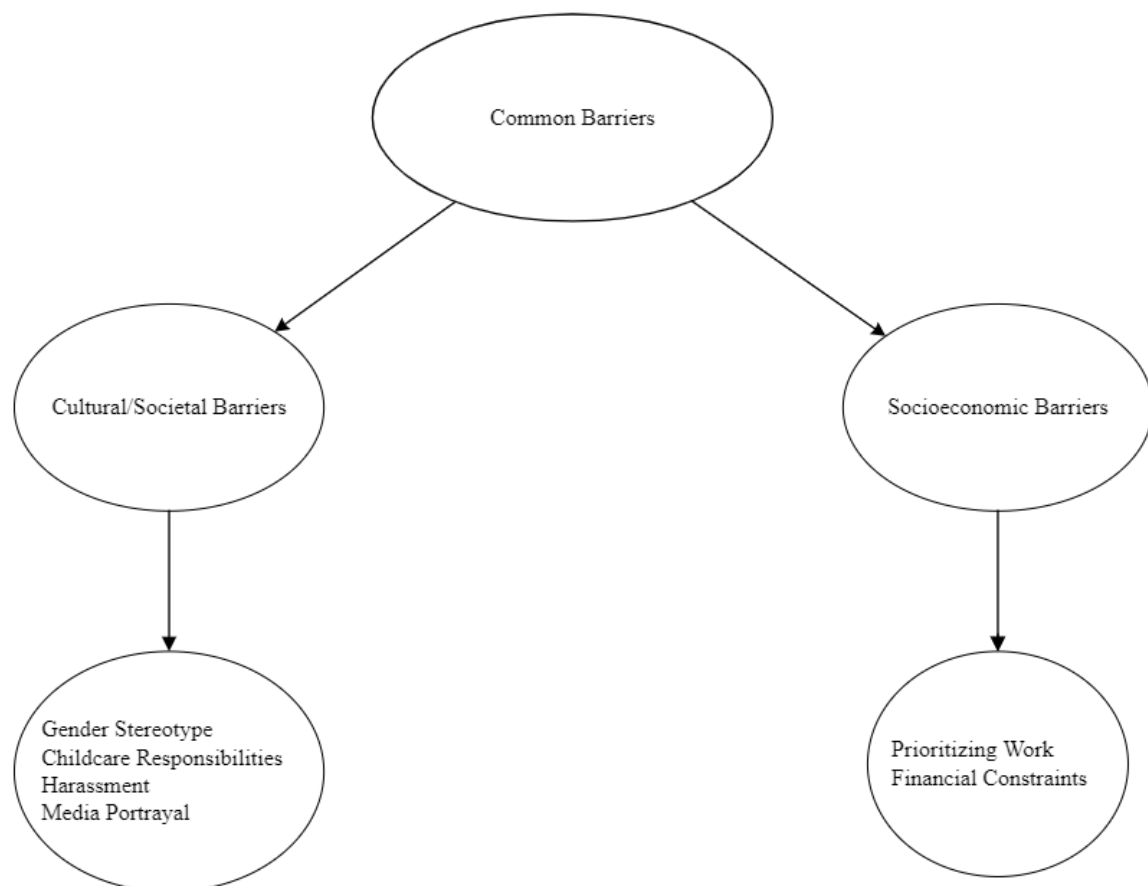 Common Barriers
Cultural/Societal Barriers
Socioeconomic Barriers
Gender Stereotype
Childcare Responsibilities
Harassment
Media Portrayal
Prioritizing Work
Financial Constraints